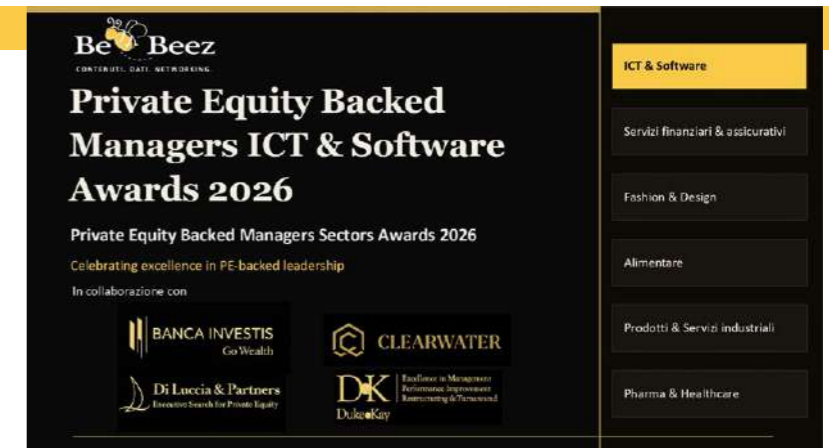 Be Beez
CONTENUTI. DATI. NETWORKING.
Private Equity Backed
Managers ICT & Software
Awards 2026
Private Equity Backed Managers Sectors Awards 2026
Celebrating excellence in PE-backed leadership
In collaborazione con
BANCA INVESTIS
Go Wealth
CLEARWATER
Di Luccia & Partners
Executive Search for Private Equity
DK
Duke&Kay
Excellence in Management
Performance Improvement
Restructuring & Turnaround
ICT & Software
Servizi finanziari & assicurativi
Fashion & Design
Alimentare
Prodotti & Servizi industriali
Pharma & Healthcare